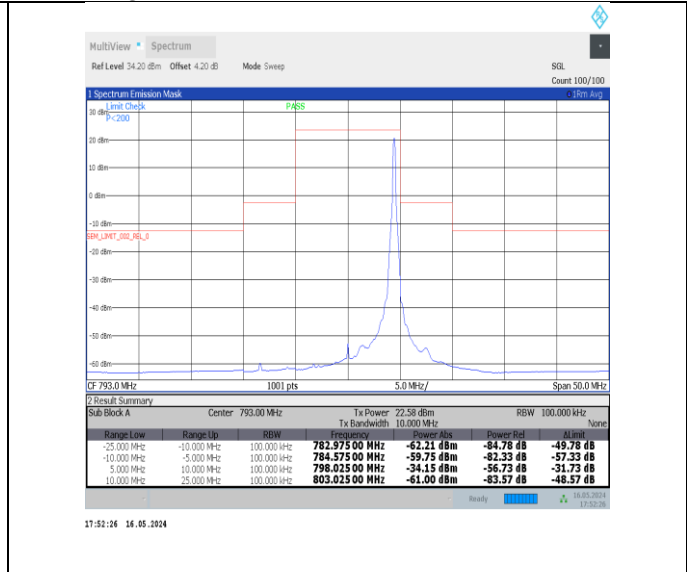 MultiView Spectrum
Ref Level 34.20 dBm Offset 4.20 dB Mode Sweep SGL
Count 100/100
1 Spectrum Emission Mask 1Rm Avg
Limit Check PASS
30 dBm
P<200
20 dBm
10 dBm
0 dBm
-10 dBm
SEM_LIMIT_002_REL_0
-20 dBm
-30 dBm
-40 dBm
-50 dBm
-60 dBm
CF 793.0 MHz 1001 pts 5.0 MHz/ Span 50.0 MHz
2 Result Summary
Sub Block A Center 793.00 MHz Tx Power 22.58 dBm RBW 100.000 kHz
Tx Bandwidth 10.000 MHz None
Range Low Range Up RBW Frequency Power Abs Power Rel ΔLimit
-25.000 MHz -10.000 MHz 100.000 kHz 782.97500 MHz -62.21 dBm -84.78 dB -49.78 dB
-10.000 MHz -5.000 MHz 100.000 kHz 784.57500 MHz -59.75 dBm -82.33 dB -57.33 dB
5.000 MHz 10.000 MHz 100.000 kHz 798.02500 MHz -34.15 dBm -56.73 dB -31.73 dB
10.000 MHz 25.000 MHz 100.000 kHz 803.02500 MHz -61.00 dBm -83.57 dB -48.57 dB
Ready 16.05.2024
17:52:26
17:52:26 16.05.2024